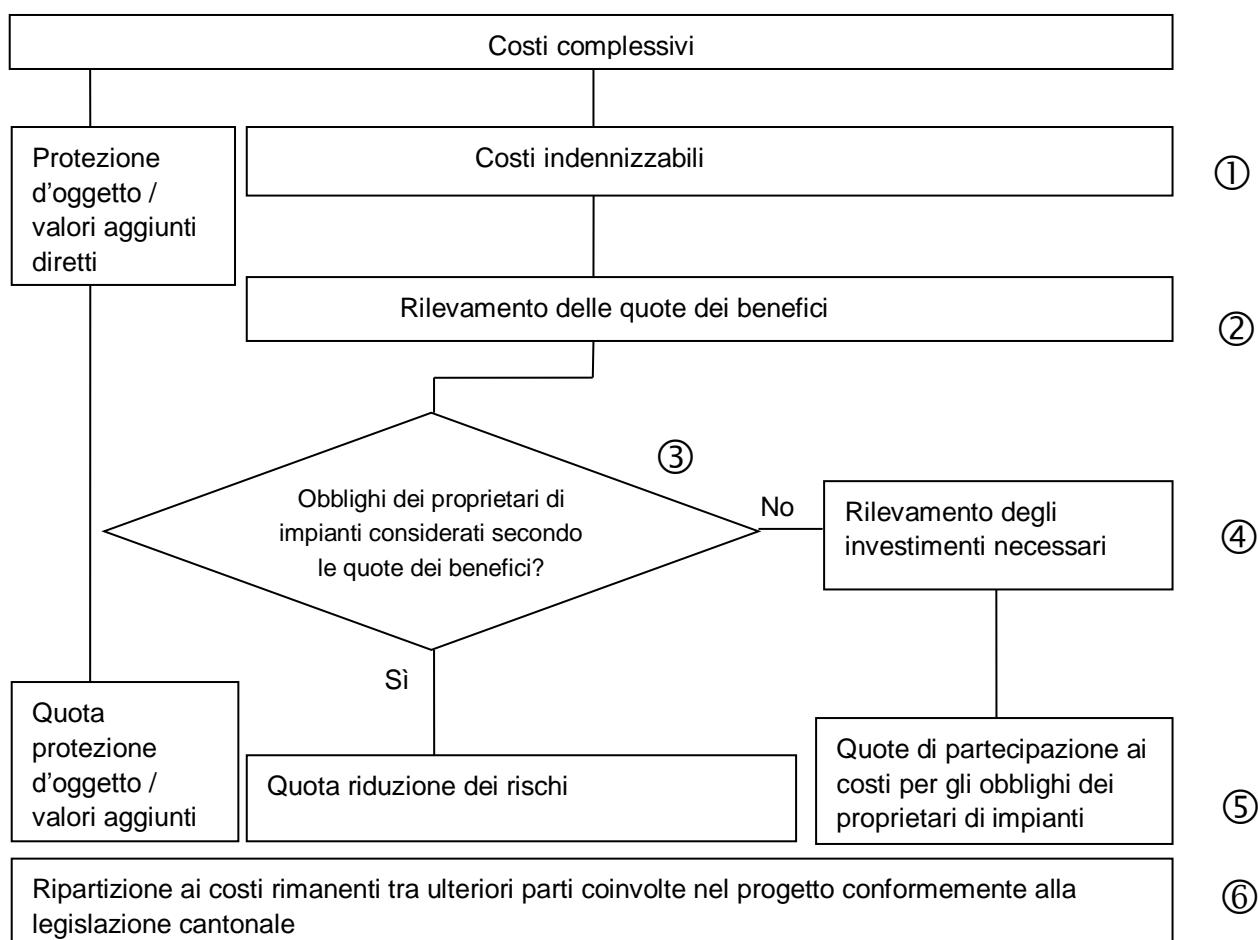 Costi complessivi
Protezione
d'oggetto /
valori aggiunti
diretti
Costi indennizzabili
①
Rilevamento delle quote dei benefici
②
③
Obblighi dei proprietari di
impianti considerati secondo
le quote dei benefici?
No
Rilevamento degli
investimenti necessari
④
Sì
Quota
protezione
d'oggetto /
valori aggiunti
Quota riduzione dei rischi
Quote di partecipazione ai
costi per gli obblighi dei
proprietari di impianti
⑤
Ripartizione ai costi rimanenti tra ulteriori parti coinvolte nel progetto conformemente alla
legislazione cantonale
⑥